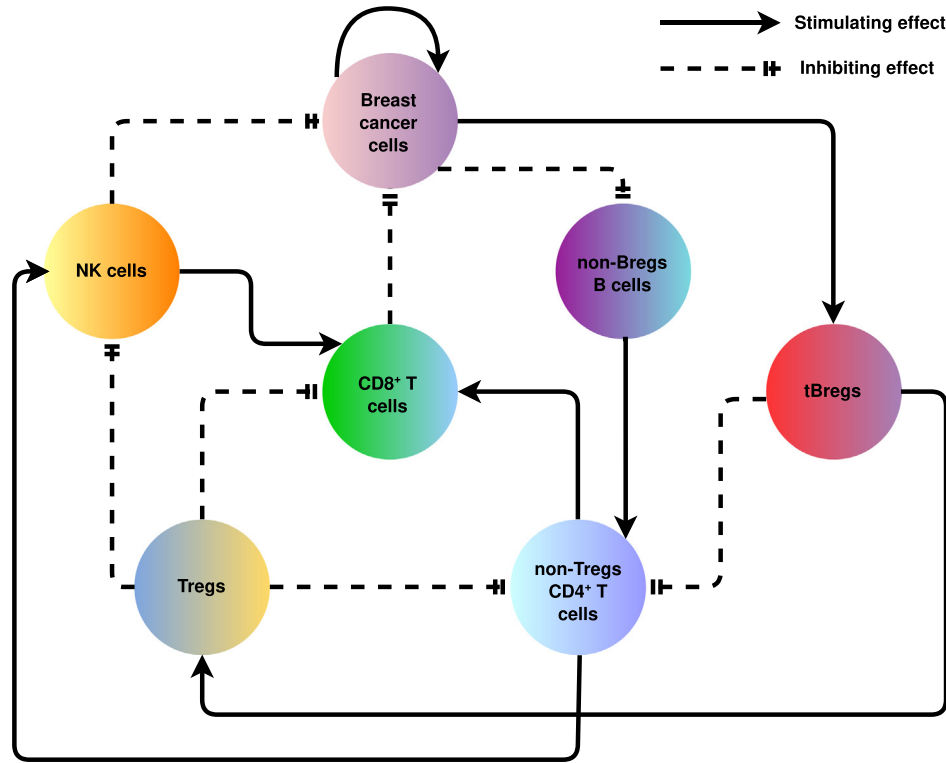 Stimulating effect
Inhibiting effect
Breast
cancer
cells
NK cells
non-Bregs
B cells
CD8⁺ T
cells
tBregs
Tregs
non-Tregs
CD4⁺ T
cells